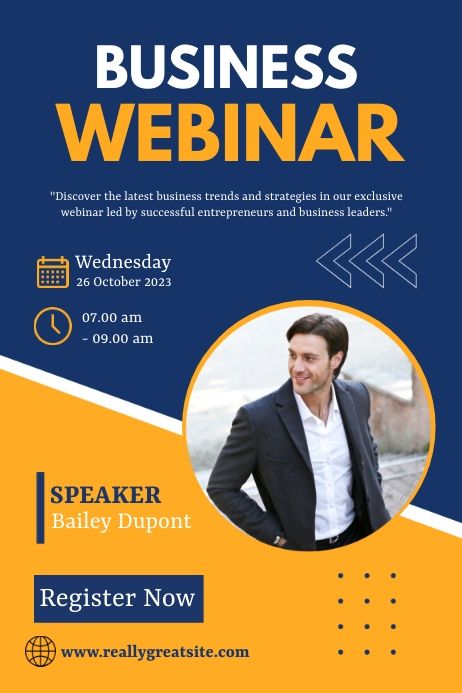 BUSINESS
WEBINAR
"Discover the latest business trends and strategies in our exclusive
webinar led by successful entrepreneurs and business leaders."
Wednesday
26 October 2023
07.00 am
- 09.00 am
SPEAKER
Bailey Dupont
Register Now
www.reallygreatsite.com